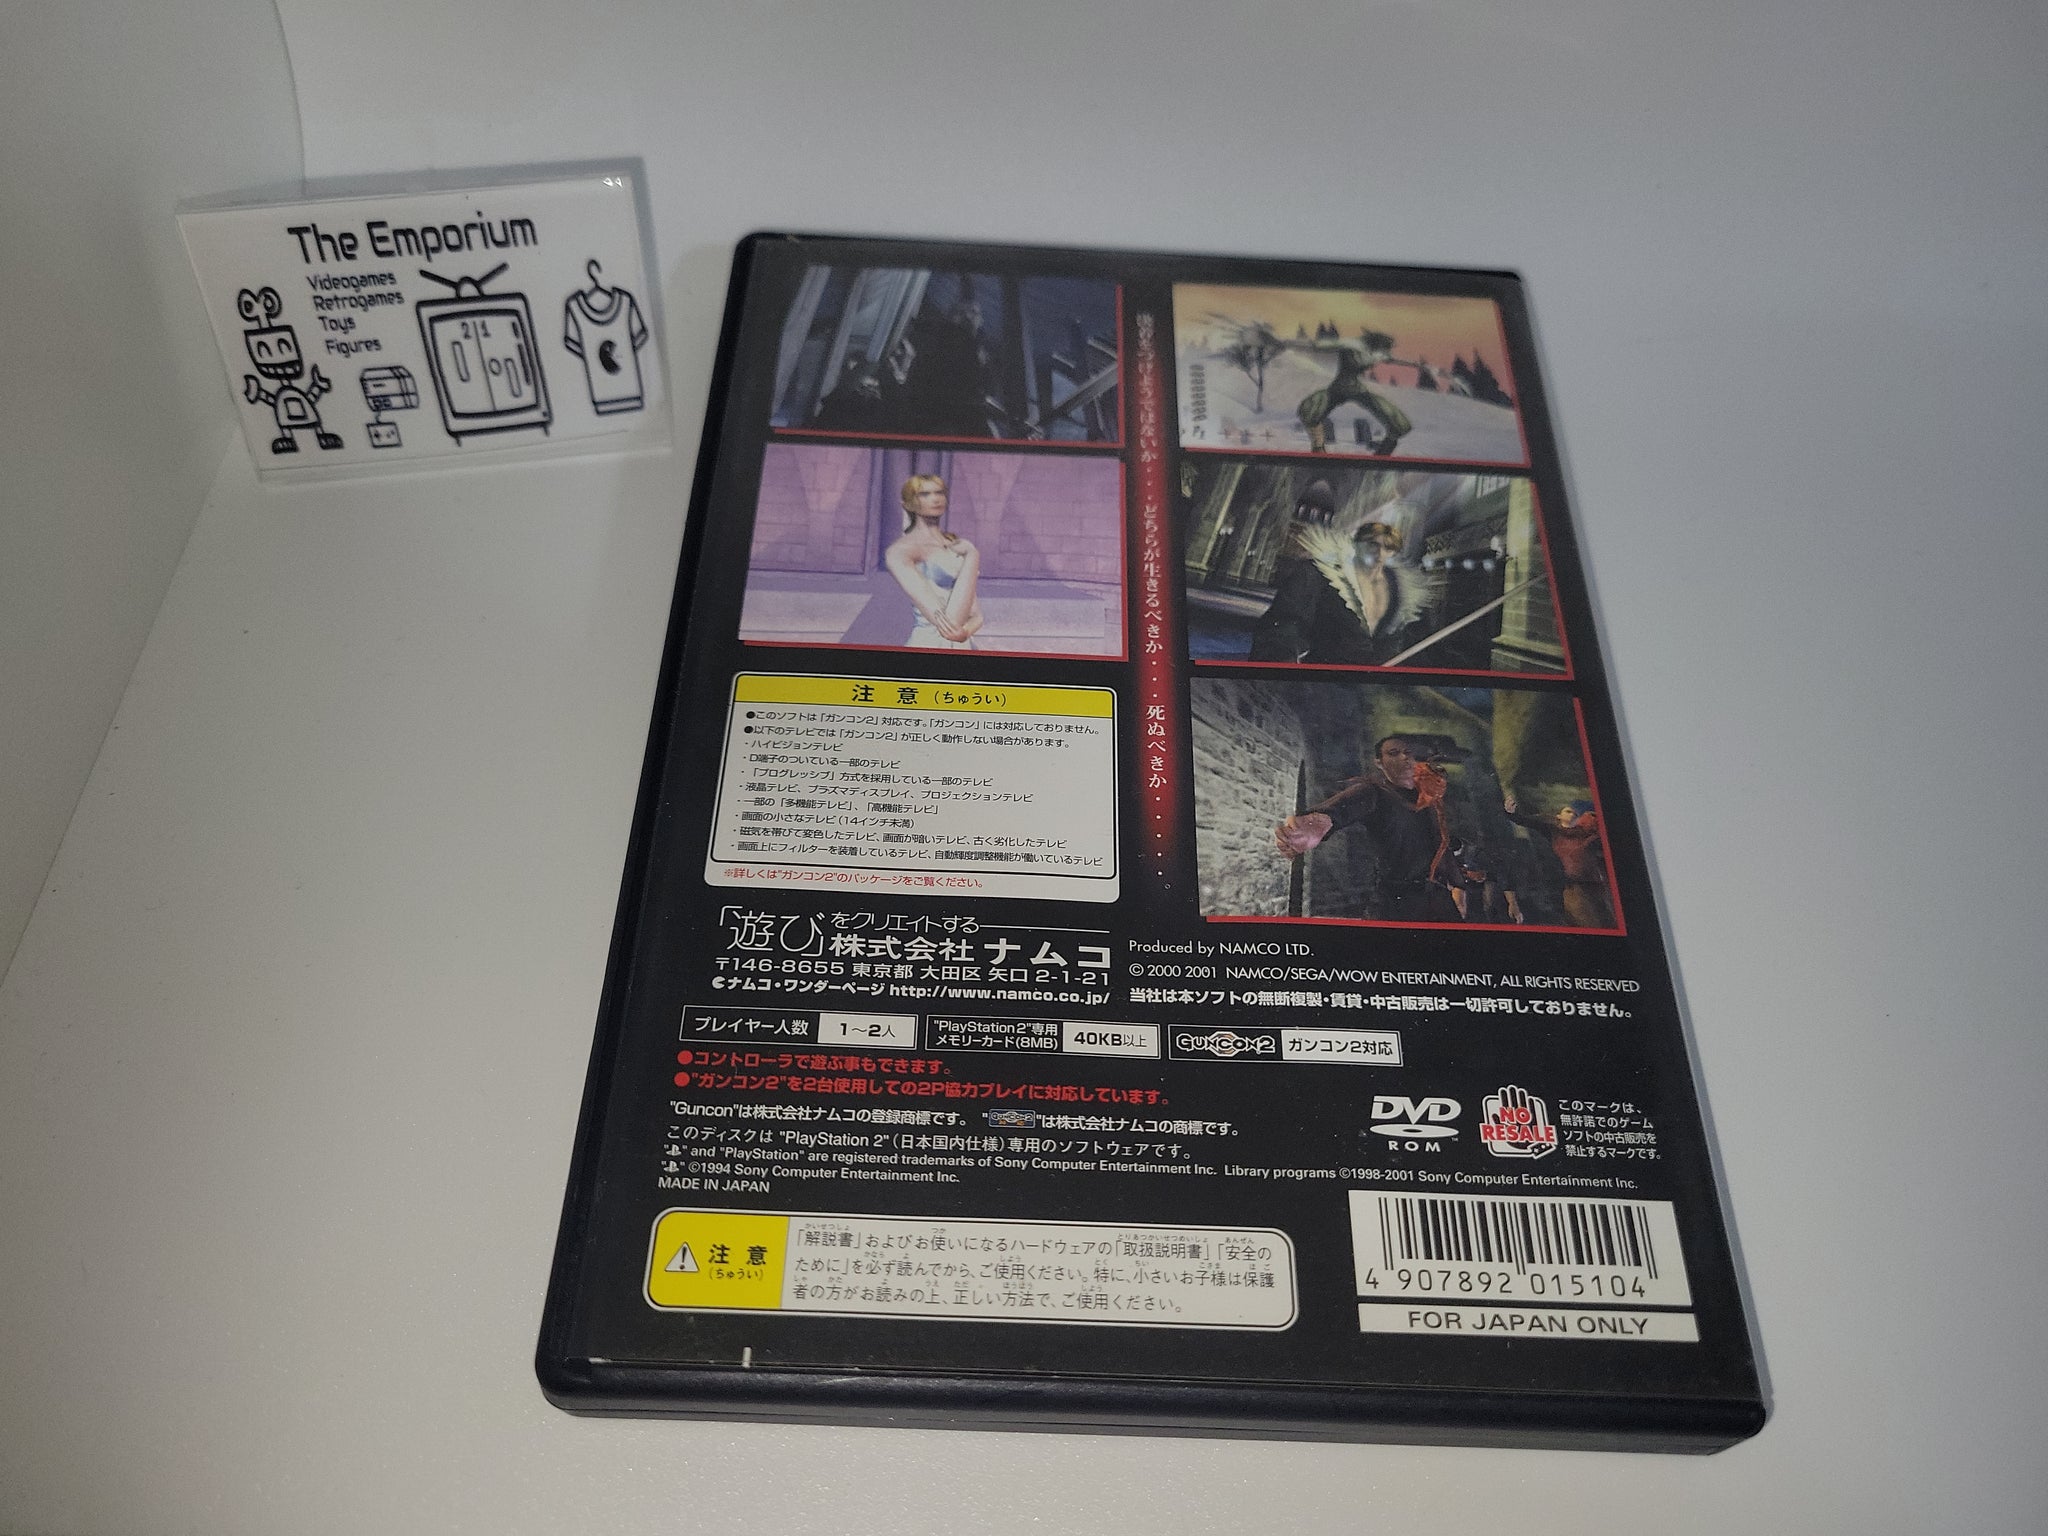 The Emporium
Videogames
Retrogames
Toys
Figures
決着をつけようではないか・・・どちらが生きるべきか・・・死ぬべきか・・・・・・。
注 意 (ちゅうい)
●このソフトは「ガンコン2」対応です。「ガンコン」には対応しておりません。
●以下のテレビでは「ガンコン2」が正しく動作しない場合があります。
・ハイビジョンテレビ
・D端子のついている一部のテレビ
・「プログレッシブ」方式を採用している一部のテレビ
・液晶テレビ、プラズマディスプレイ、プロジェクションテレビ
・一部の「多機能テレビ」、「高機能テレビ」
・画面の小さなテレビ(14インチ未満)
・磁気を帯びて変色したテレビ、画面が暗いテレビ、古く劣化したテレビ
・画面上にフィルターを装着しているテレビ、自動輝度調整機能が働いているテレビ
※詳しくは"ガンコン2"のパッケージをご覧ください。
「遊び」をクリエイトする
株式会社 ナムコ
〒146-8655 東京都 大田区 矢口 2-1-21
ナムコ・ワンダーページ http://www.namco.co.jp/
Produced by NAMCO LTD.
© 2000 2001 NAMCO/SEGA/WOW ENTERTAINMENT, ALL RIGHTS RESERVED
当社は本ソフトの無断複製・賃貸・中古販売は一切許可しておりません。
プレイヤー人数 1〜2人
"PlayStation 2"専用
メモリーカード(8MB) 40KB以上
GUNCON2 ガンコン2対応
●コントローラで遊ぶ事もできます。
●"ガンコン2"を2台使用しての2P協力プレイに対応しています。
"Guncon"は株式会社ナムコの登録商標です。 "GUNCON2"は株式会社ナムコの商標です。
このディスクは "PlayStation 2" (日本国内仕様) 専用のソフトウェアです。
" " and "PlayStation" are registered trademarks of Sony Computer Entertainment Inc. Library programs ©1998-2001 Sony Computer Entertainment Inc.
" " ©1994 Sony Computer Entertainment Inc.
MADE IN JAPAN
DVD
ROM
NO
RESALE
このマークは、
無許諾でのゲーム
ソフトの中古販売を
禁止するマークです。
注 意
(ちゅうい)
「解説書」およびお使いになるハードウェアの「取扱説明書」「安全の
ために」を必ず読んでから、ご使用ください。特に、小さいお子様は保護
者の方がお読みの上、正しい方法で、ご使用ください。
4 907892 015104
FOR JAPAN ONLY